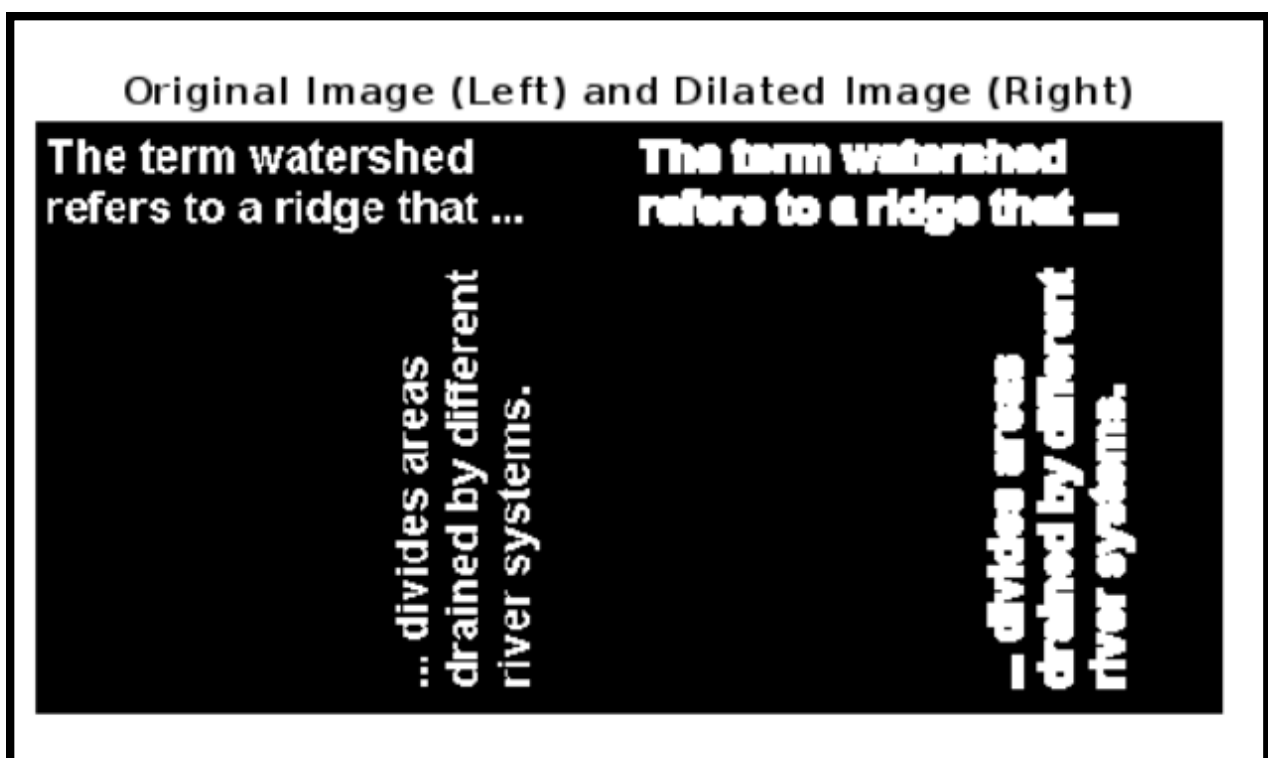 Original Image (Left) and Dilated Image (Right)
The term watershed
refers to a ridge that ...
... divides areas
drained by different
river systems.
The term watershed
refers to a ridge that ...
... divides areas
drained by different
river systems.